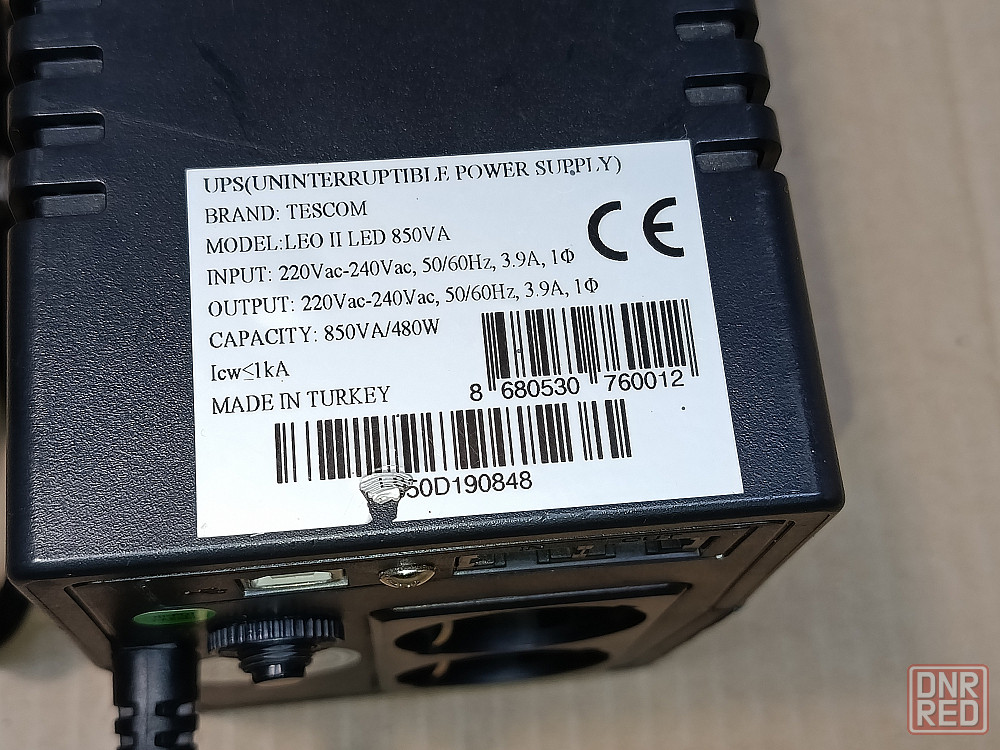 UPS(UNINTERRUPTIBLE POWER SUPPLY)
BRAND: TESCOM
MODEL:LEO II LED 850VA
INPUT: 220Vac-240Vac, 50/60Hz, 3.9A, 1Φ
OUTPUT: 220Vac-240Vac, 50/60Hz, 3.9A, 1Φ
CAPACITY: 850VA/480W
Icw≤1kA
MADE IN TURKEY
CE
8 680530 760012
50D190848
DNR
RED